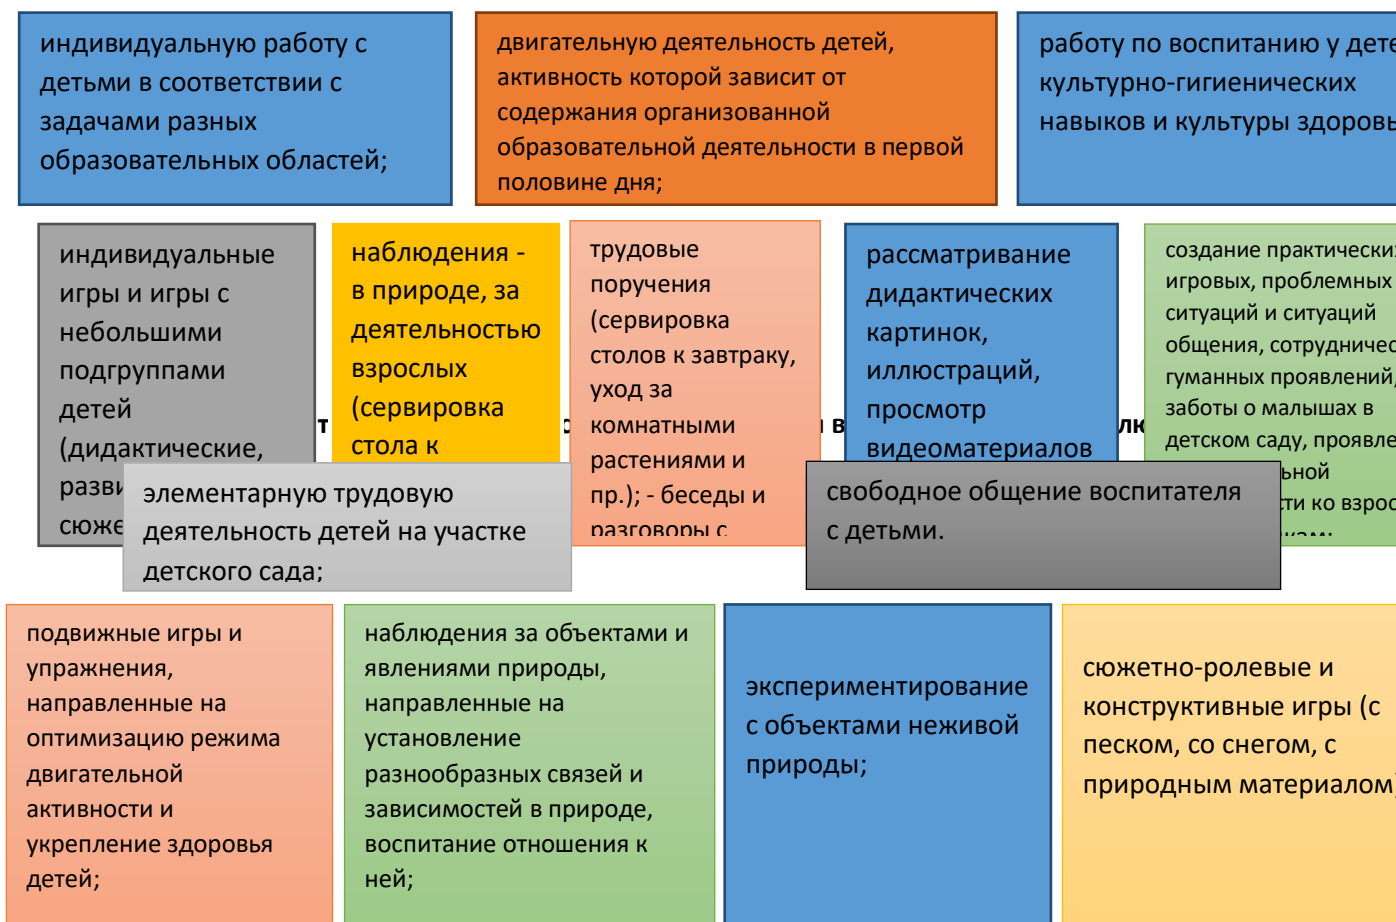 индивидуальную работу с
детьми в соответствии с
задачами разных
образовательных областей;
двигательную деятельность детей,
активность которой зависит от
содержания организованной
образовательной деятельности в первой
половине дня;
работу по воспитанию у
культурно-гигиенических
навыков и культуры
индивидуальные
игры и игры с
небольшими
подгруппами
детей
(дидактические,
наблюдения -
в природе, за
деятельностью
взрослых
(сервировка
стола к
трудовые
поручения
(сервировка
столов к завтраку,
уход за
комнатными
растениями и
пр.); - беседы и
разговоры с
рассматривание
дидактических
картинок,
иллюстраций,
просмотр
видеоматериалов
создание
игровых, проблемных
ситуаций и ситуаций
общения,
гуманных проявлений,
заботы о малышах в
детском саду,
ко
элементарную трудовую
деятельность детей на участке
детского сада;
свободное общение воспитателя
с детьми.
подвижные игры и
упражнения,
направленные на
оптимизацию режима
двигательной
активности и
укрепление здоровья
детей;
наблюдения за объектами и
явлениями природы,
направленные на
установление
разнообразных связей и
зависимостей в природе,
воспитание отношения к
ней;
экспериментирование
с объектами неживой
природы;
сюжетно-ролевые и
конструктивные игры (с
песком, со снегом, с
природным материалом)